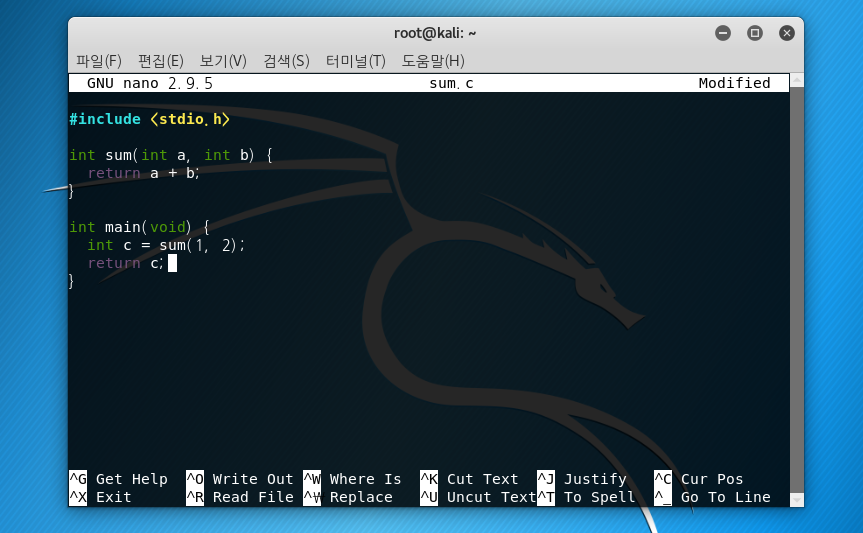 root@kali: ~
파일(F) 편집(E) 보기(V) 검색(S) 터미널(T) 도움말(H)
GNU nano 2.9.5 sum.c Modified
#include <stdio.h>
int sum(int a, int b) {
  return a + b;
}
int main(void) {
  int c = sum(1, 2);
  return c;
}
^G Get Help ^O Write Out ^W Where Is ^K Cut Text ^J Justify ^C Cur Pos
^X Exit ^R Read File ^₩ Replace ^U Uncut Text ^T To Spell ^_ Go To Line